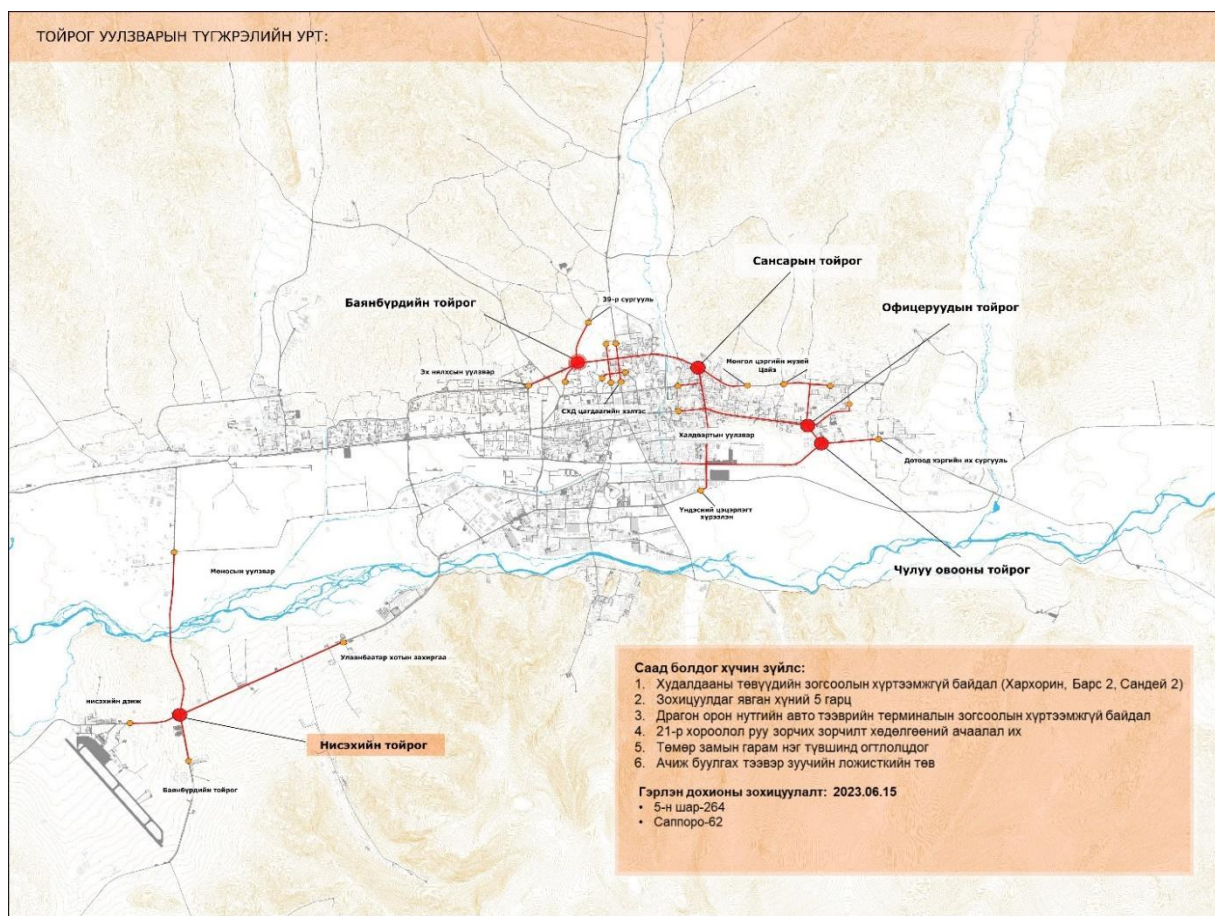 ТОЙРОГ УУЛЗВАРЫН ТҮГЖРЭЛИЙН УРТ:
Сансарын тойрог
Баянбүрдийн тойрог
39-р сургууль
Офицеруудын тойрог
Монгол цэргийн музей
Цайз
Эх нялхсын уулзвар
СХД цагдаагийн хэлтэс
Халдвартын уулзвар
Дотоод хэргийн их сургууль
Үндэсний цэцэрлэгт
хүрээлэн
Моносын уулзвар
Чулуу овооны тойрог
Улаанбаатар хотын захиргаа
нисэхийн дэнж
Нисэхийн тойрог
Баянбүрдийн тойрог
Саад болдог хүчин зүйлс:
1. Худалдааны төвүүдийн зогсоолын хүртээмжгүй байдал (Хархорин, Барс 2, Сандей 2)
2. Зохицуулдаг явган хүний 5 гарц
3. Драгон орон нутгийн авто тээврийн терминалын зогсоолын хүртээмжгүй байдал
4. 21-р хороолол руу зорчих зорчилт хөдөлгөөний ачаалал их
5. Төмөр замын гарам нэг түвшинд огтлолцдог
6. Ачиж буулгах тээвэр зуучийн ложисткийн төв
Гэрлэн дохионы зохицуулалт: 2023.06.15
• 5-н шар-264
• Саппоро-62